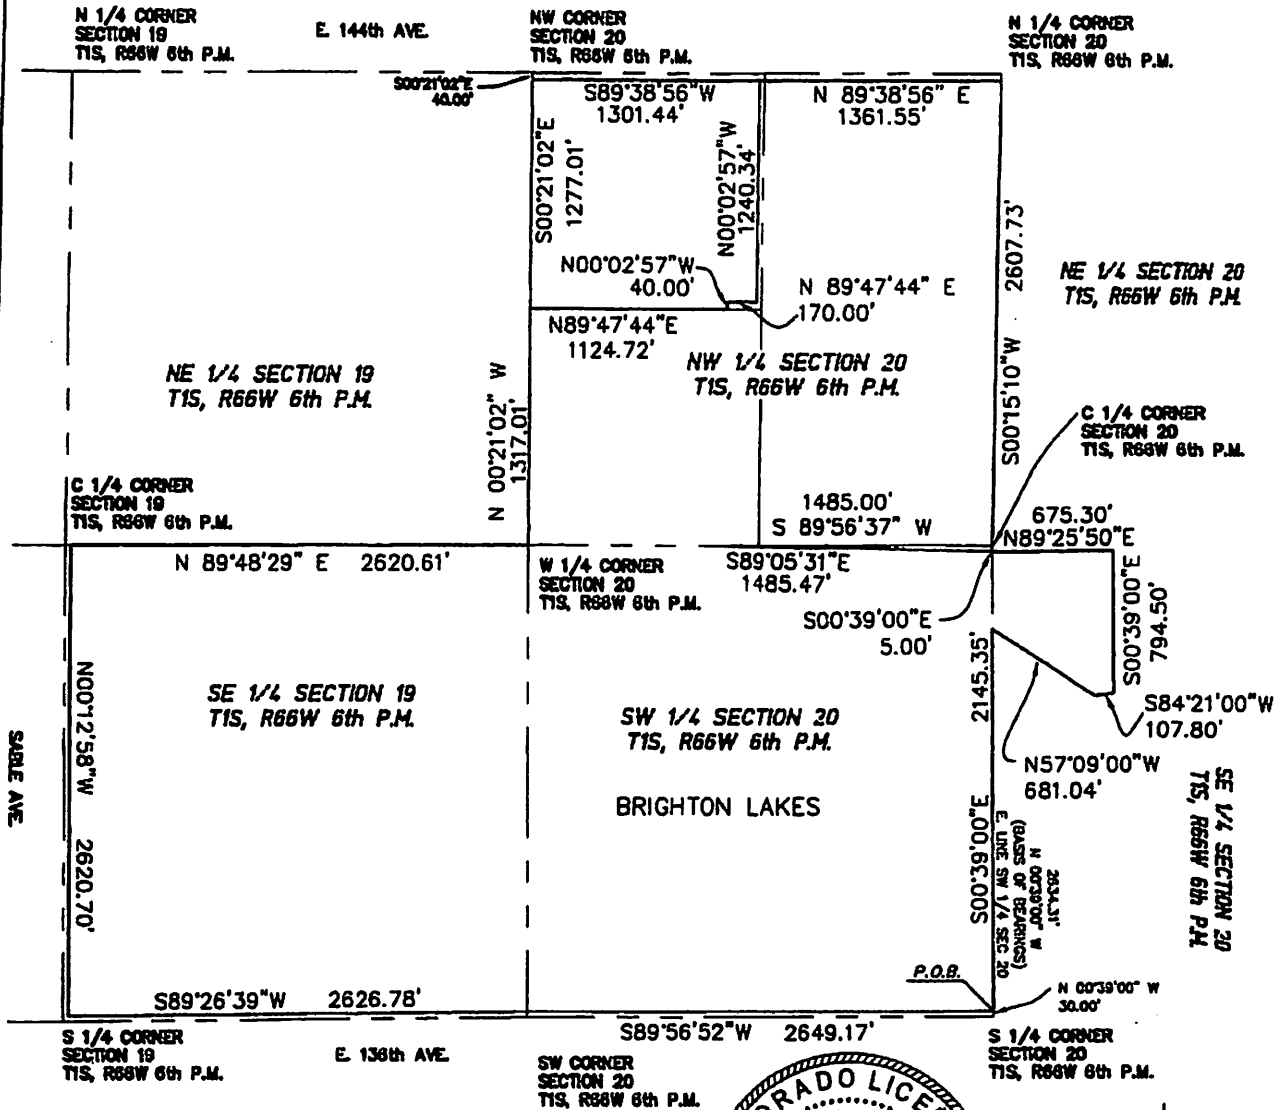 N 1/4 CORNER
SECTION 19
T1S, R66W 6th P.M.
E. 144th AVE.
NW CORNER
SECTION 20
T1S, R66W 6th P.M.
N 1/4 CORNER
SECTION 20
T1S, R66W 6th P.M.
S00°21'02"E
40.00'
S89°38'56"W
1301.44'
N 89°38'56" E
1361.55'
S00°21'02"E
1277.01'
N00°02'57"W
1240.34'
N00°02'57"W
40.00'
N 89°47'44" E
170.00'
N89°47'44"E
1124.72'
2607.73'
S00°15'10"W
NE 1/4 SECTION 20
T1S, R66W 6th P.M.
NE 1/4 SECTION 19
T1S, R66W 6th P.M.
NW 1/4 SECTION 20
T1S, R66W 6th P.M.
N 00°21'02" W
1317.01'
C 1/4 CORNER
SECTION 20
T1S, R66W 6th P.M.
C 1/4 CORNER
SECTION 19
T1S, R66W 6th P.M.
1485.00'
S 89°56'37" W
675.30'
N89°25'50"E
N 89°48'29" E 2620.61'
W 1/4 CORNER
SECTION 20
T1S, R66W 6th P.M.
S89°05'31"E
1485.47'
S00°39'00"E
5.00'
S00°39'00"E
794.50'
2145.35'
S00°39'00"E
S84°21'00"W
107.80'
N57°09'00"W
681.04'
N00°12'58"W 2620.70'
SABLE AVE.
SE 1/4 SECTION 19
T1S, R66W 6th P.M.
SW 1/4 SECTION 20
T1S, R66W 6th P.M.
BRIGHTON LAKES
SE 1/4 SECTION 20
T1S, R66W 6th P.M.
2634.31'
N 00°39'00" W
(BASIS OF BEARINGS)
E. LINE SW 1/4 SEC 20
P.O.B.
N 00°39'00" W
30.00'
S89°26'39"W 2626.78'
S89°56'52"W 2649.17'
S 1/4 CORNER
SECTION 19
T1S, R66W 6th P.M.
E. 136th AVE.
SW CORNER
SECTION 20
T1S, R66W 6th P.M.
S 1/4 CORNER
SECTION 20
T1S, R66W 6th P.M.
ORADO LICE